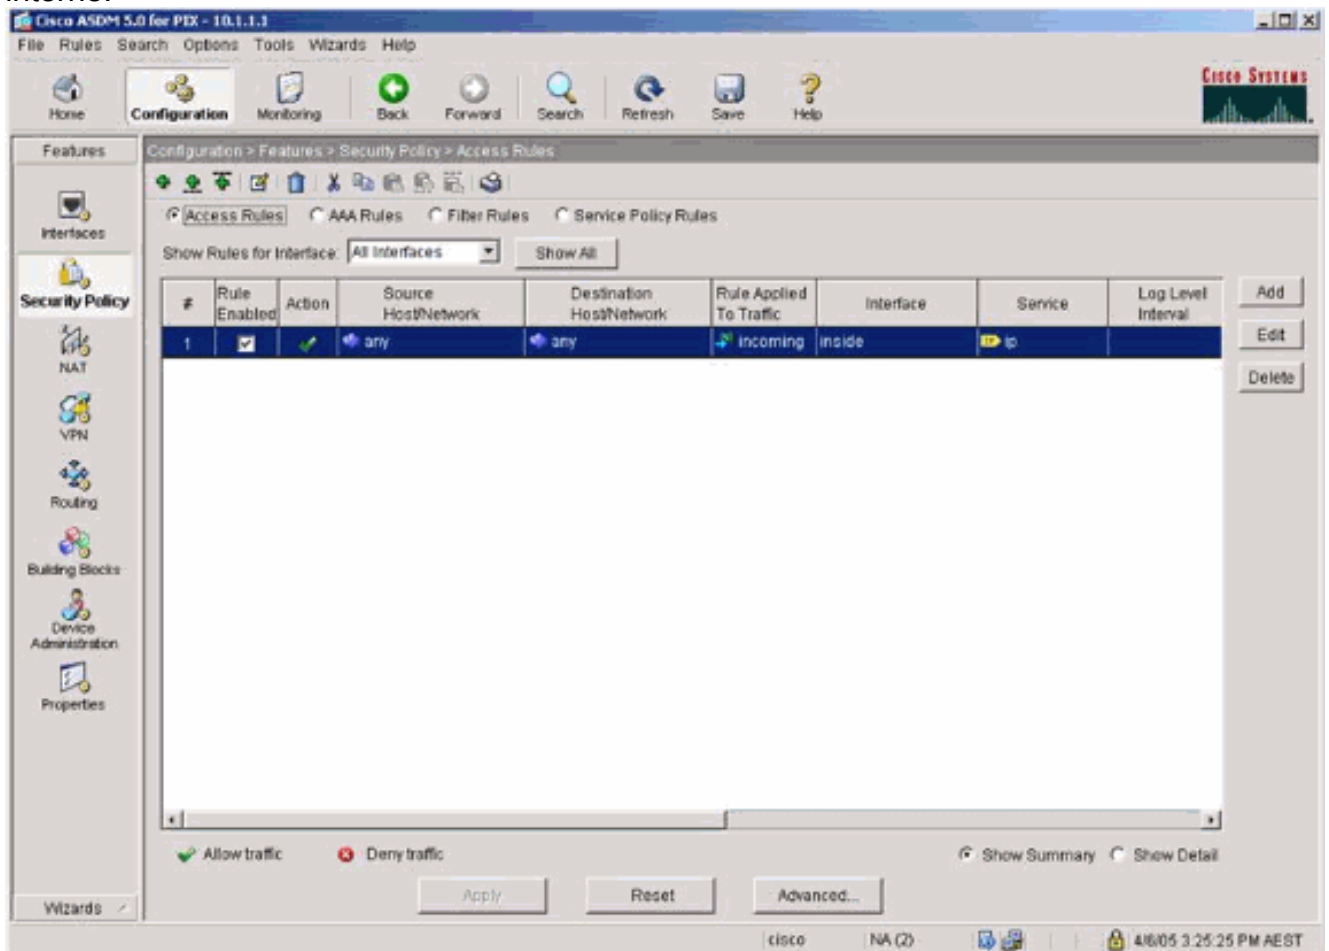 interne.
Cisco ASDM 5.0 for PIX - 10.1.1.1
File Rules Search Options Tools Wizards Help
Home Configuration Monitoring Back Forward Search Refresh Save Help
CISCO SYSTEMS
Features
Configuration > Features > Security Policy > Access Rules
Interfaces
Security Policy
NAT
VPN
Routing
Building Blocks
Device Administration
Properties
Wizards
Access Rules AAA Rules Filter Rules Service Policy Rules
Show Rules for Interface: All Interfaces Show All
# Rule Enabled Action Source Host/Network Destination Host/Network Rule Applied To Traffic Interface Service Log Level Interval
1 any any incoming inside IP ip
Add
Edit
Delete
Allow traffic Deny traffic Show Summary Show Detail
Apply Reset Advanced...
cisco NA (2) 4/6/05 3:25:25 PM AEST